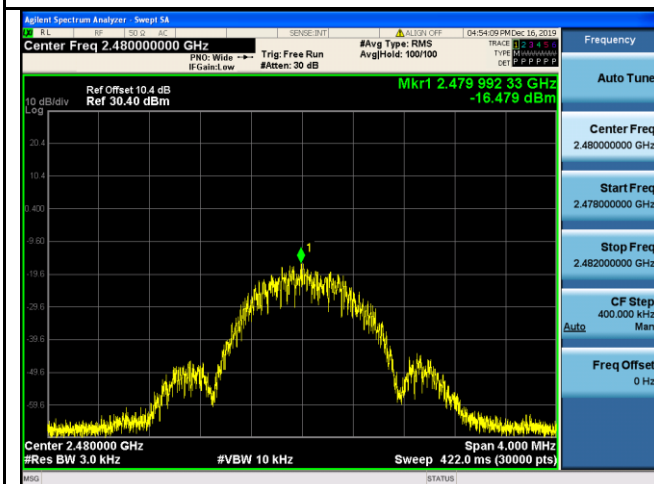 Agilent Spectrum Analyzer - Swept SA
LXI RL RF 50 Ω AC SENSE:INT ALIGN OFF 04:54:09 PM Dec 16, 2019
Center Freq 2.480000000 GHz
PNO: Wide
IFGain:Low
Trig: Free Run
#Atten: 30 dB
#Avg Type: RMS
Avg|Hold: 100/100
TRACE 1 2 3 4 5 6
TYPE M WWWWW
DET P P P P P P
Frequency
Mkr1 2.479 992 33 GHz
-16.479 dBm
Ref Offset 10.4 dB
Ref 30.40 dBm
10 dB/div
Log
20.4
10.4
0.400
-9.60
-19.6
-29.6
-39.6
-49.6
-59.6
1
Center 2.480000 GHz
#Res BW 3.0 kHz
#VBW 10 kHz
Span 4.000 MHz
Sweep 422.0 ms (30000 pts)
MSG
STATUS
Auto Tune
Center Freq
2.480000000 GHz
Start Freq
2.478000000 GHz
Stop Freq
2.482000000 GHz
CF Step
400.000 kHz
Auto Man
Freq Offset
0 Hz